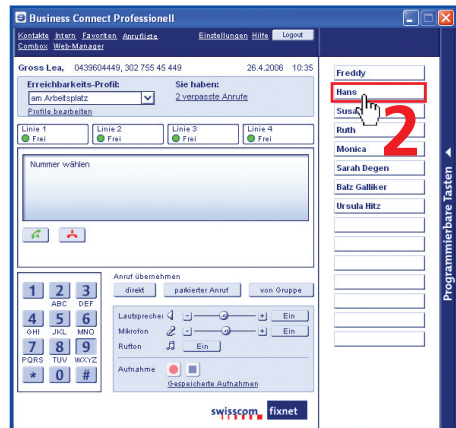 Business Connect Professionell
Kontakte Intern Favoriten Anrufliste Einstellungen Hilfe Logout
Combox Web-Manager
Gross Lea, 0439604449, 302 755 45 449 26.4.2006 10:35
Erreichbarkeits-Profil: Sie haben:
am Arbeitsplatz 2 verpasste Anrufe
Profile bearbeiten
Linie 1 Linie 2 Linie 3 Linie 4
Frei Frei Frei Frei
Nummer wählen
Anruf übernehmen
direkt parkierter Anruf von Gruppe
1 2 3
ABC DEF
4 5 6
GHI JKL MNO
7 8 9
PQRS TUV WXYZ
* 0 #
Lautsprecher - + Ein
Mikrofon - + Ein
Rufton Ein
Aufnahme
Gespeicherte Aufnahmen
swisscom fixnet
Freddy
Hans
Susa
2
Ruth
Monica
Sarah Degen
Balz Galliker
Ursula Hitz
Programmierbare Tasten